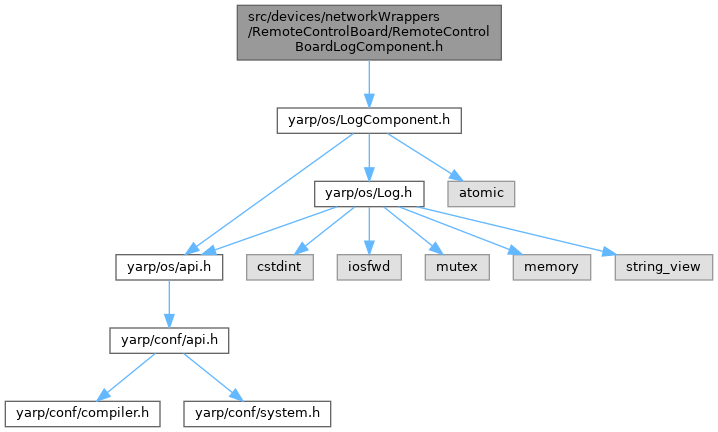 src/devices/networkWrappers
/RemoteControlBoard/RemoteControl
BoardLogComponent.h
yarp/os/LogComponent.h
yarp/os/Log.h
atomic
yarp/os/api.h
cstdint
iosfwd
mutex
memory
string_view
yarp/conf/api.h
yarp/conf/compiler.h
yarp/conf/system.h